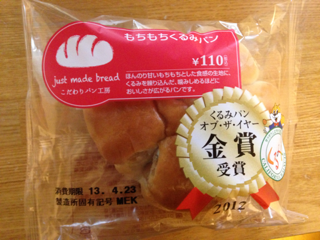 もちもちくるみパン
¥110
just made bread
こだわりパン工房
ほんのり甘いもちもちとした食感の生地に、
くるみを練り込んだ、噛みしめるほどに
おいしさが広がるパンです。
くるみパン
オブ・ザ・イヤー
金賞
受賞
2012
消費期限 13.4.23
製造所固有記号 MEK